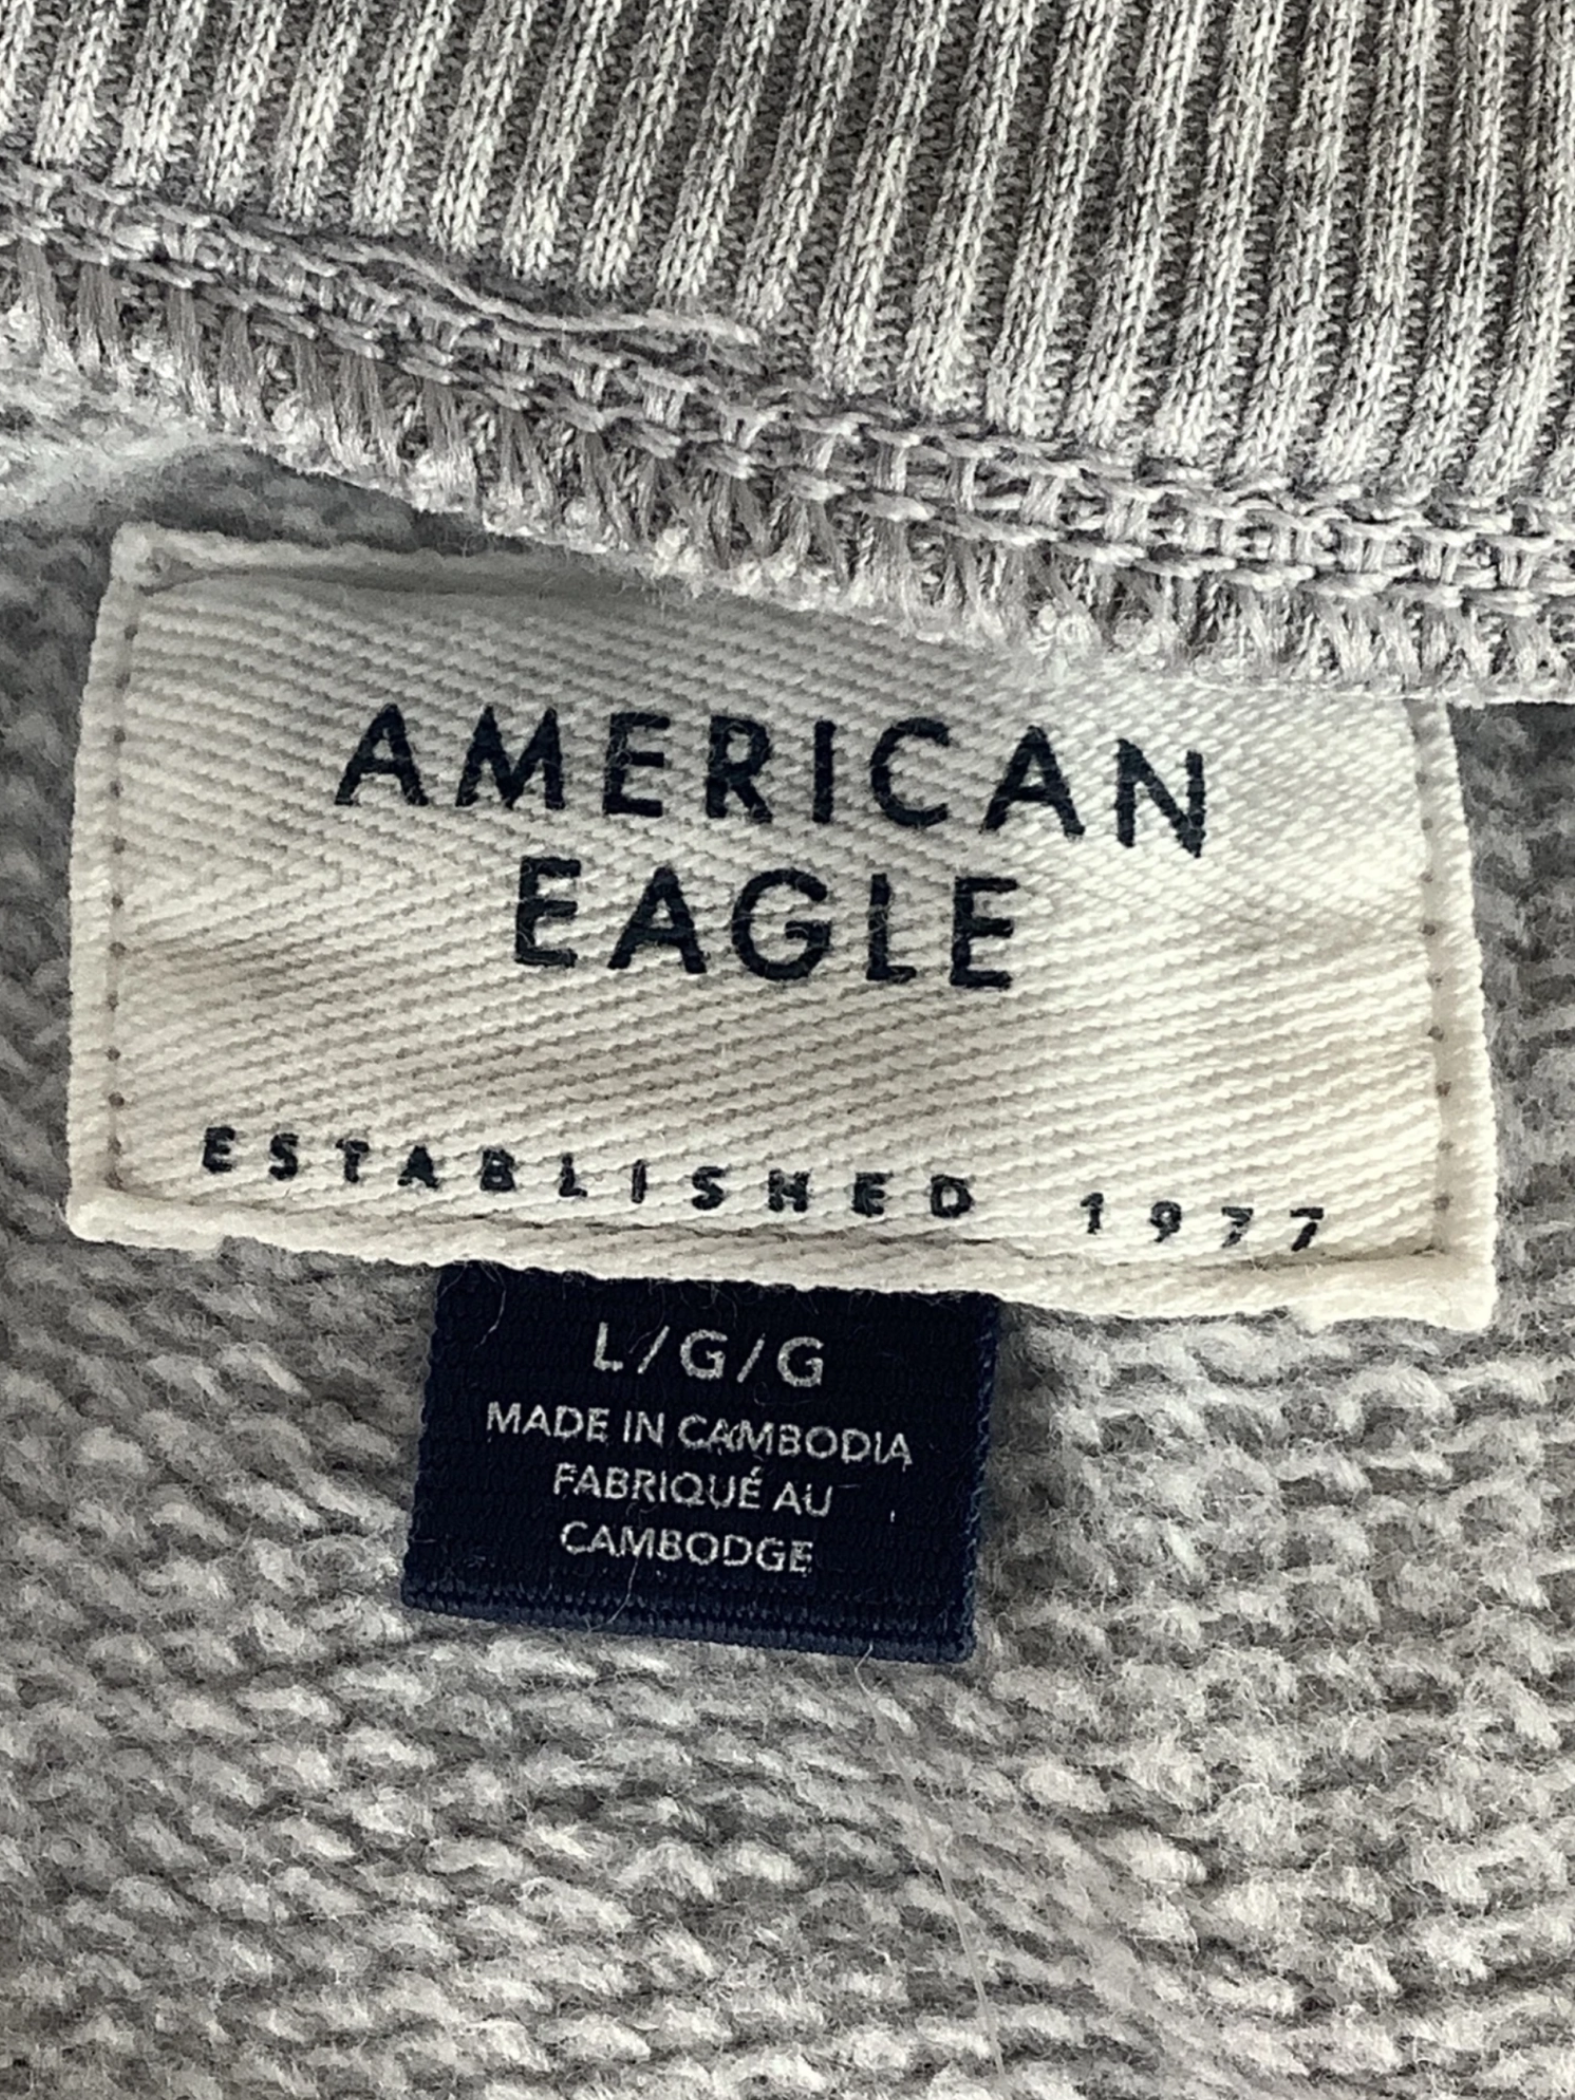 AMERICAN
EAGLE
ESTABLISHED 1977
L/G/G
MADE IN CAMBODIA
FABRIQUÉ AU
CAMBODGE